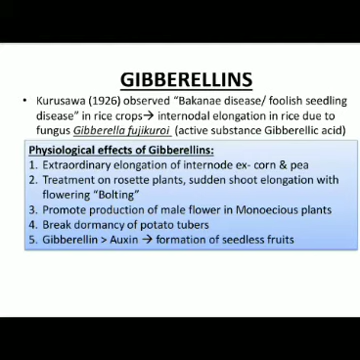 GIBBERELLINS
• Kurusawa (1926) observed "Bakanae disease/ foolish seedling
disease" in rice crops→ internodal elongation in rice due to
fungus Gibberella fujikuroi (active substance Gibberellic acid)
Physiological effects of Gibberellins:
1. Extraordinary elongation of internode ex- corn & pea
2. Treatment on rosette plants, sudden shoot elongation with
flowering "Bolting"
3. Promote production of male flower in Monoecious plants
4. Break dormancy of potato tubers
5. Gibberellin > Auxin → formation of seedless fruits